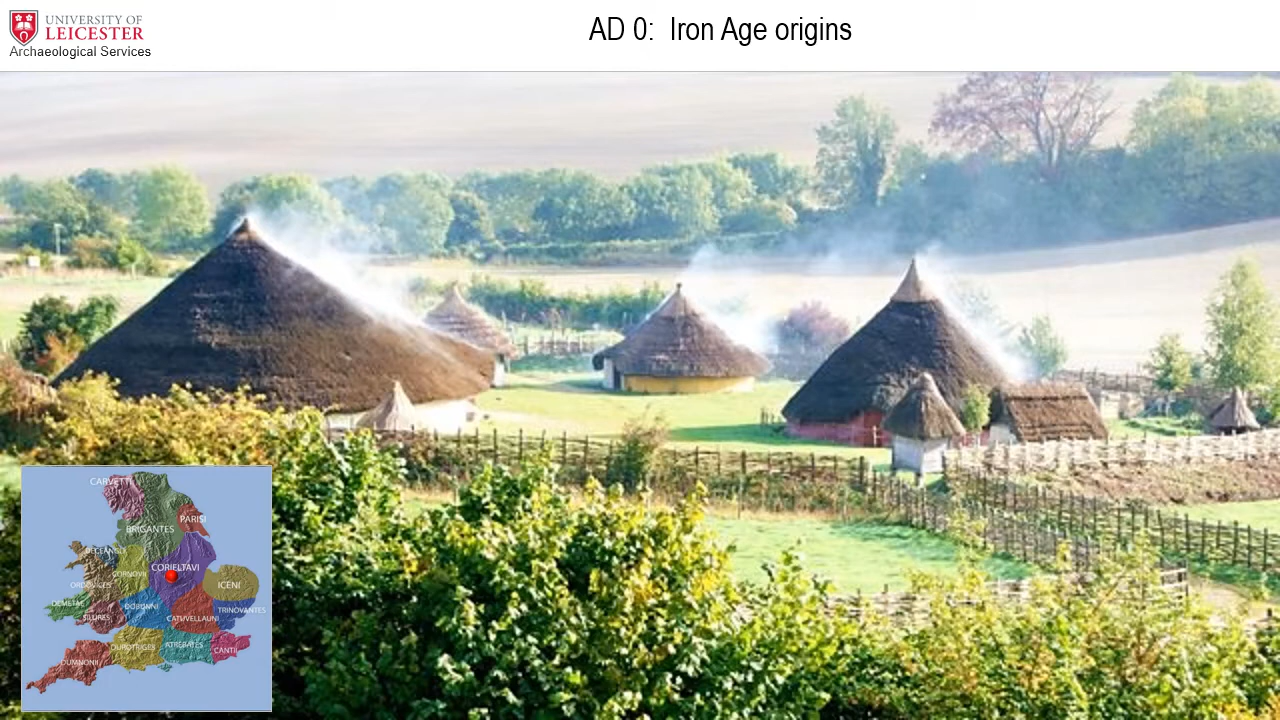 UNIVERSITY OF
LEICESTER
Archaeological Services
AD 0: Iron Age origins
CARVETII
PARISI
BRIGANTES
DECEANGLI
CORIELTAVI
CORNOVII
ORDOVICES
ICENI
DEMETAE
DOBUNNI
TRINOVANTES
SILURES
CATUVELLAUNI
DUROTRIGES
ATREBATES
CANTII
DUMNONII